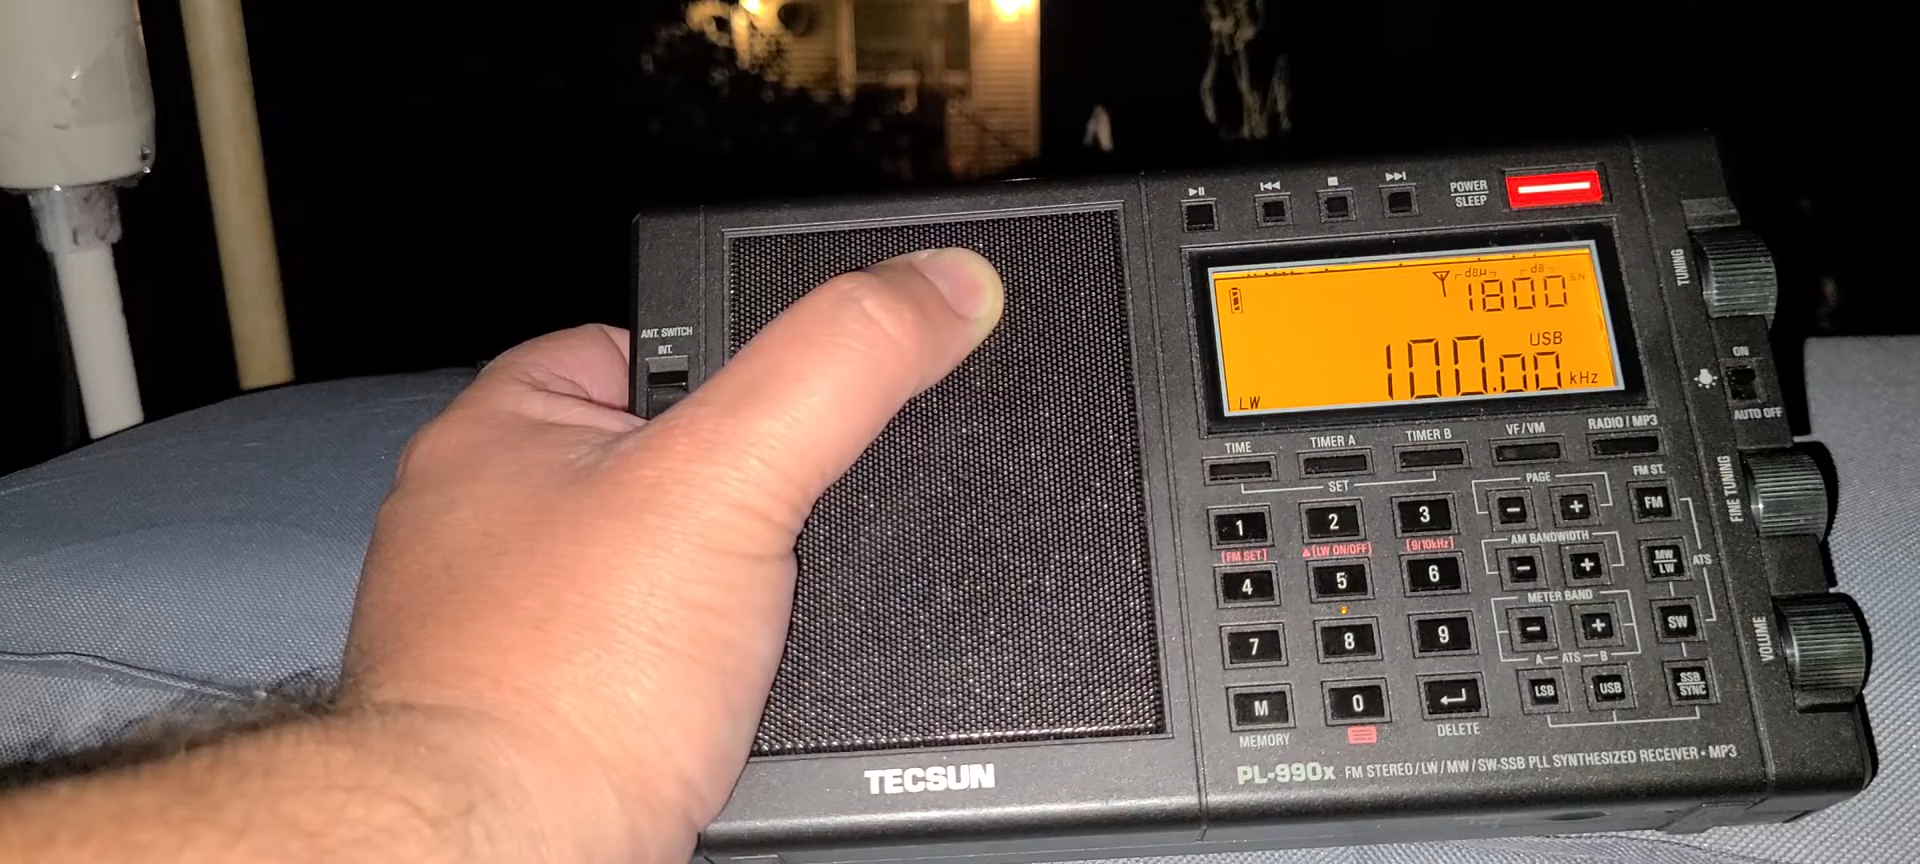 POWER
SLEEP
TUNING
ANT. SWITCH
INT.
dBμ dB S/N
1800
USB
100.00 kHz
LW
ON
AUTO OFF
TIME TIMER A TIMER B VF/VM RADIO / MP3
SET
PAGE
FM ST.
1 2 3 - + FM
[FM SET] [LW ON/OFF] [9/10kHz]
AM BANDWIDTH
4 5 6 - + MW
LW
ATS
FINE TUNING
METER BAND
7 8 9 - + SW
A ATS B
VOLUME
M 0 LSB USB SSB
SYNC
MEMORY DELETE
TECSUN
PL-990x FM STEREO / LW / MW / SW-SSB PLL SYNTHESIZED RECEIVER • MP3